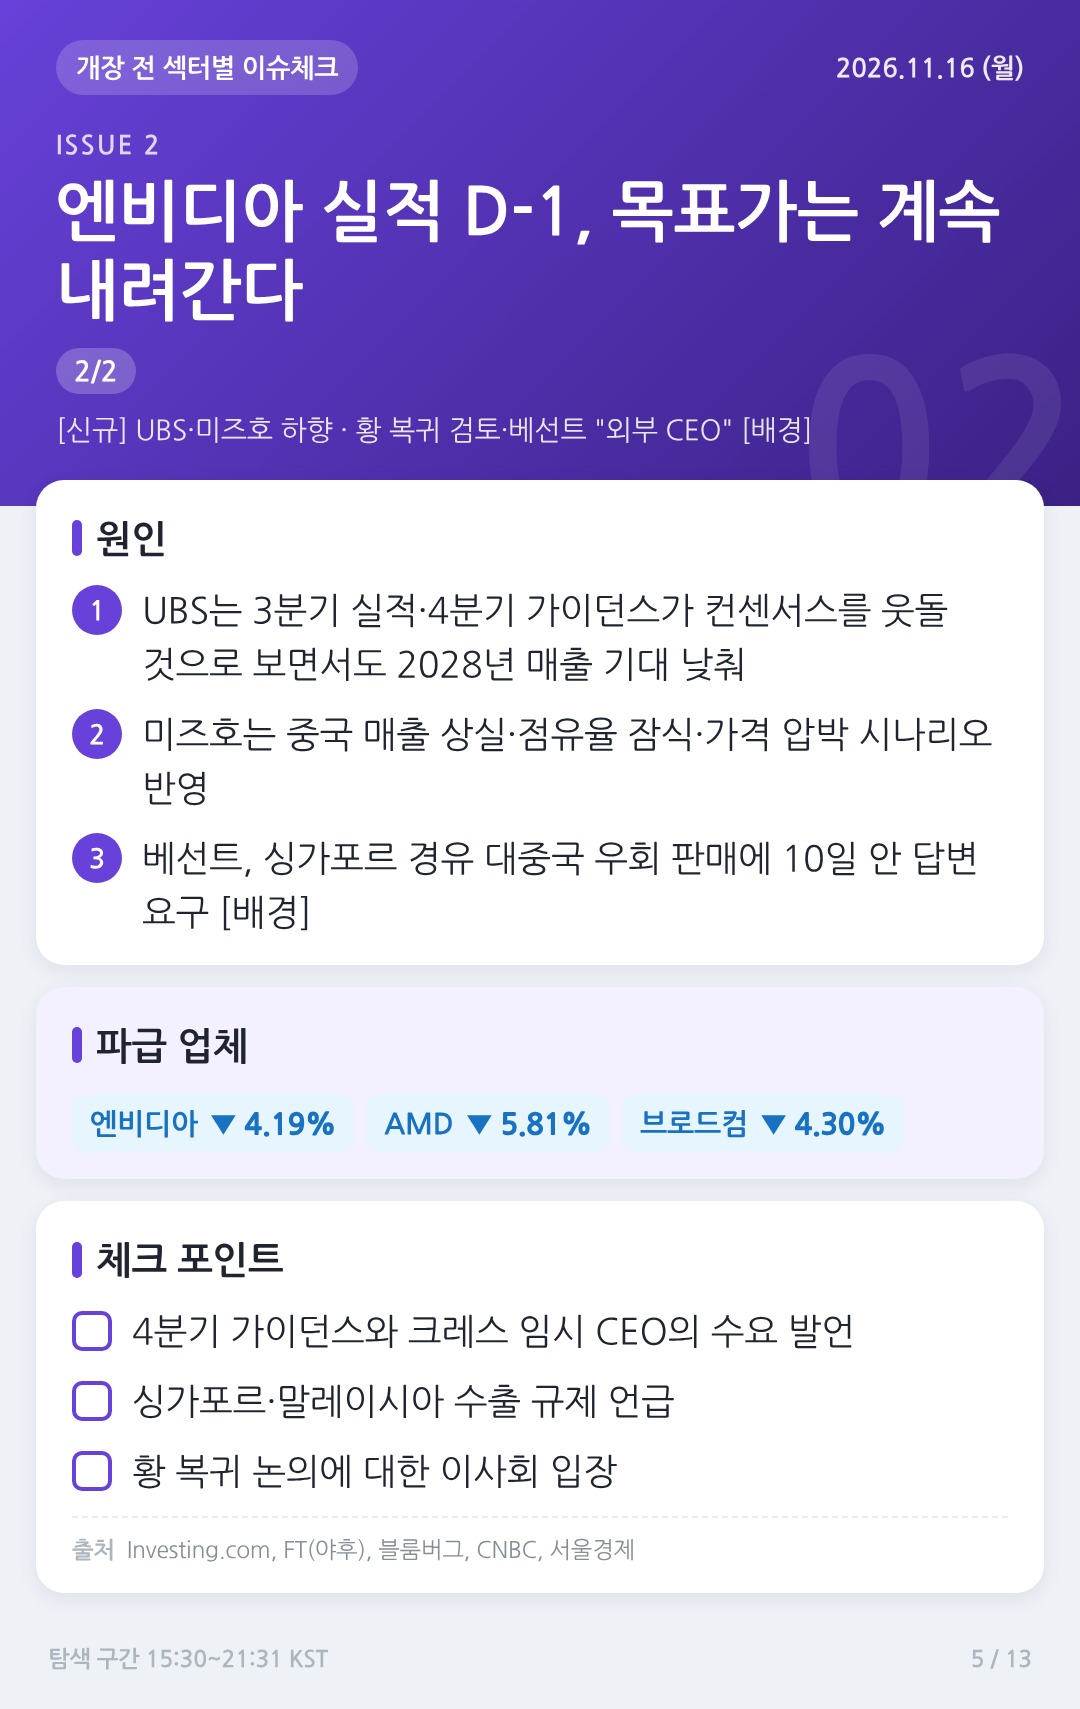 개장 전 섹터별 이슈체크
2026.11.16 (월)
ISSUE 2
엔비디아 실적 D-1, 목표가는 계속
내려간다
2/2
[신규] UBS·미즈호 하향 · 황 복귀 검토·베선트 "외부 CEO" [배경]
02
원인
1 UBS는 3분기 실적·4분기 가이던스가 컨센서스를 웃돌
것으로 보면서도 2028년 매출 기대 낮춰
2 미즈호는 중국 매출 상실·점유율 잠식·가격 압박 시나리오
반영
3 베선트, 싱가포르 경유 대중국 우회 판매에 10일 안 답변
요구 [배경]
파급 업체
엔비디아 ▼ 4.19% AMD ▼ 5.81% 브로드컴 ▼ 4.30%
체크 포인트
4분기 가이던스와 크레스 임시 CEO의 수요 발언
싱가포르·말레이시아 수출 규제 언급
황 복귀 논의에 대한 이사회 입장
출처 Investing.com, FT(야후), 블룸버그, CNBC, 서울경제
탐색 구간 15:30~21:31 KST
5 / 13